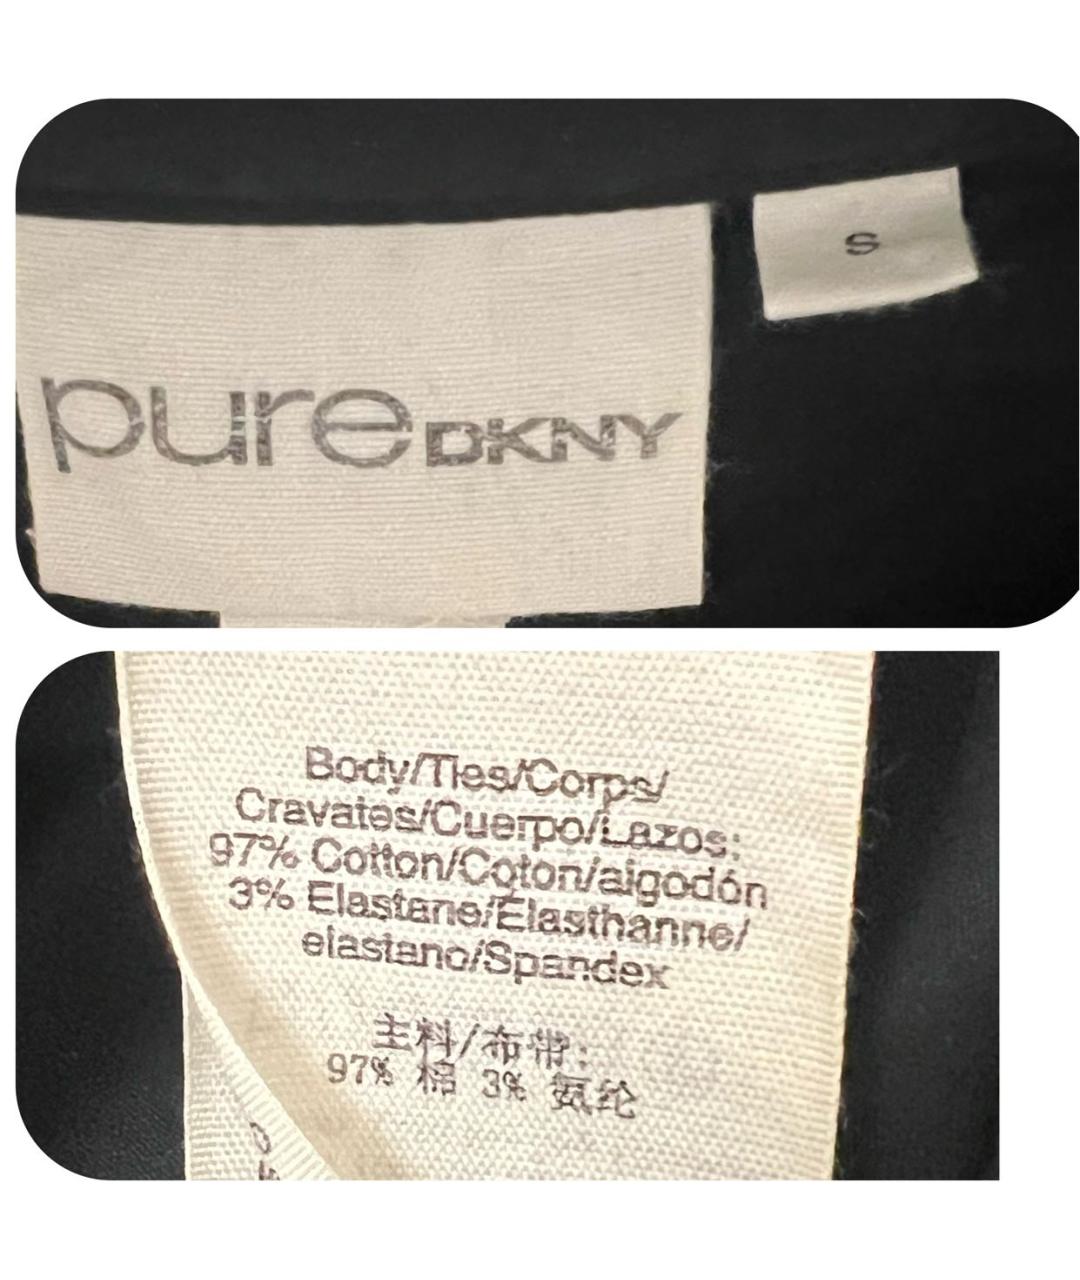 pure DKNY
S
Body/Ties/Corps/
Cravates/Cuerpo/Lazos:
97% Cotton/Coton/algodón
3% Elastane/Élasthanne/
elastano/Spandex
主料/布带:
97% 棉 3% 氨纶